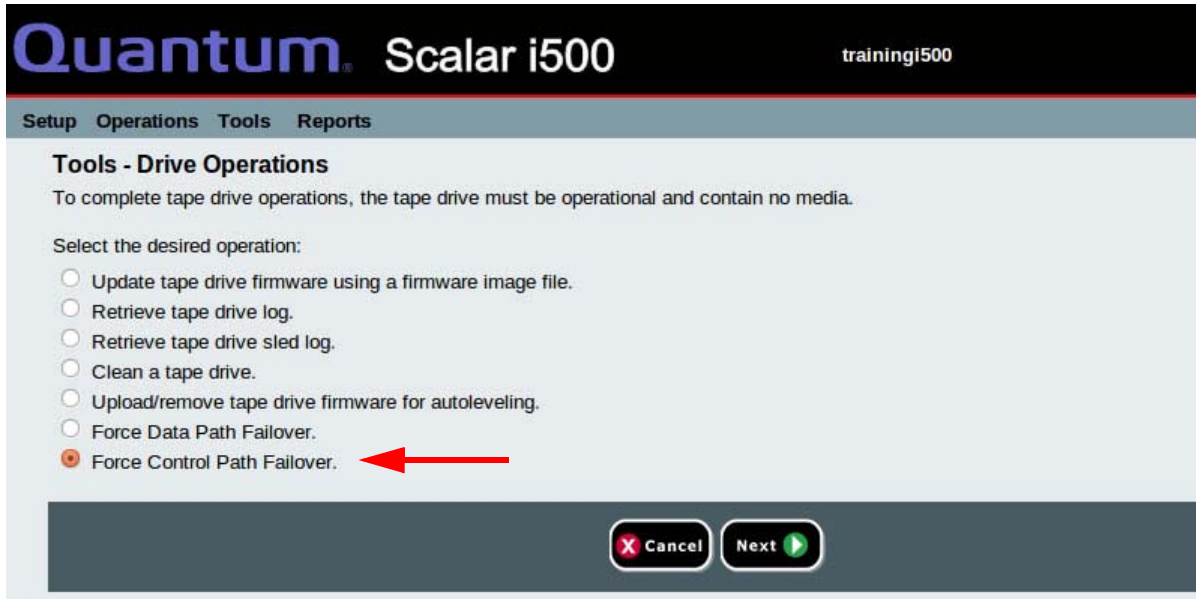 Quantum® Scalar i500 trainingi500
Setup Operations Tools Reports
Tools - Drive Operations
To complete tape drive operations, the tape drive must be operational and contain no media.
Select the desired operation:
Update tape drive firmware using a firmware image file.
Retrieve tape drive log.
Retrieve tape drive sled log.
Clean a tape drive.
Upload/remove tape drive firmware for autoleveling.
Force Data Path Failover.
Force Control Path Failover.
X Cancel Next